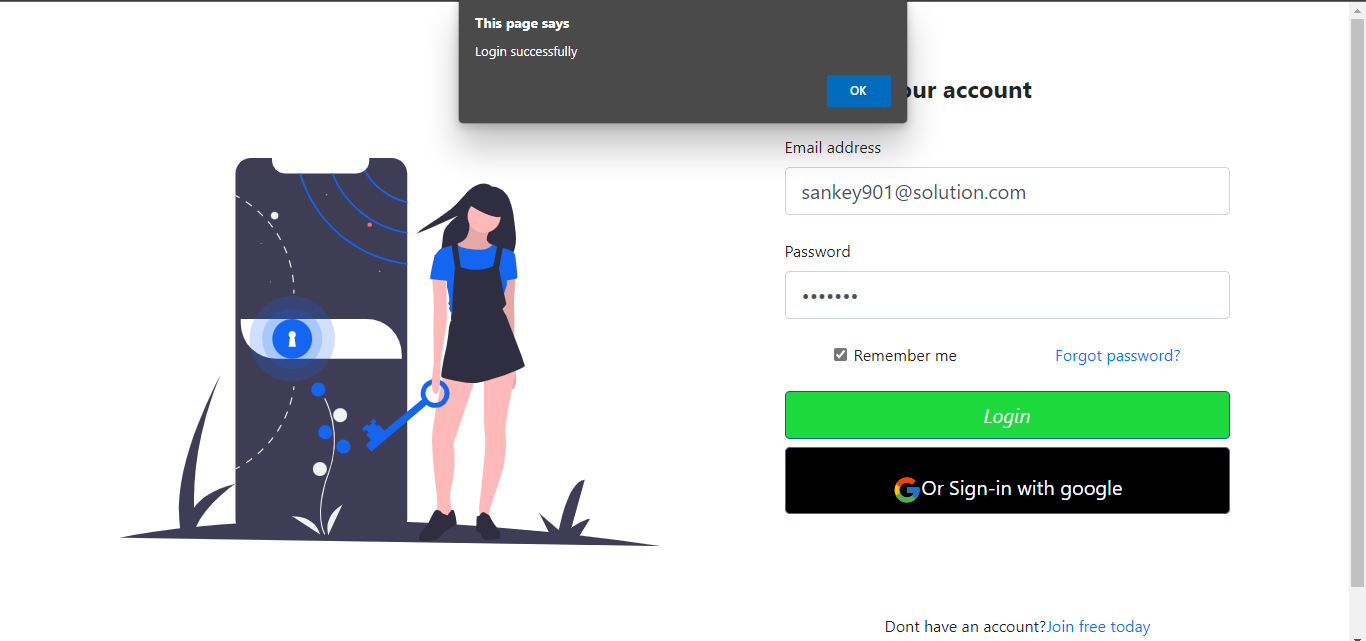 This page says
Login successfully
OK
our account
Email address
sankey901@solution.com
Password
Remember me
Forgot password?
Login
Or Sign-in with google
Dont have an account?Join free today